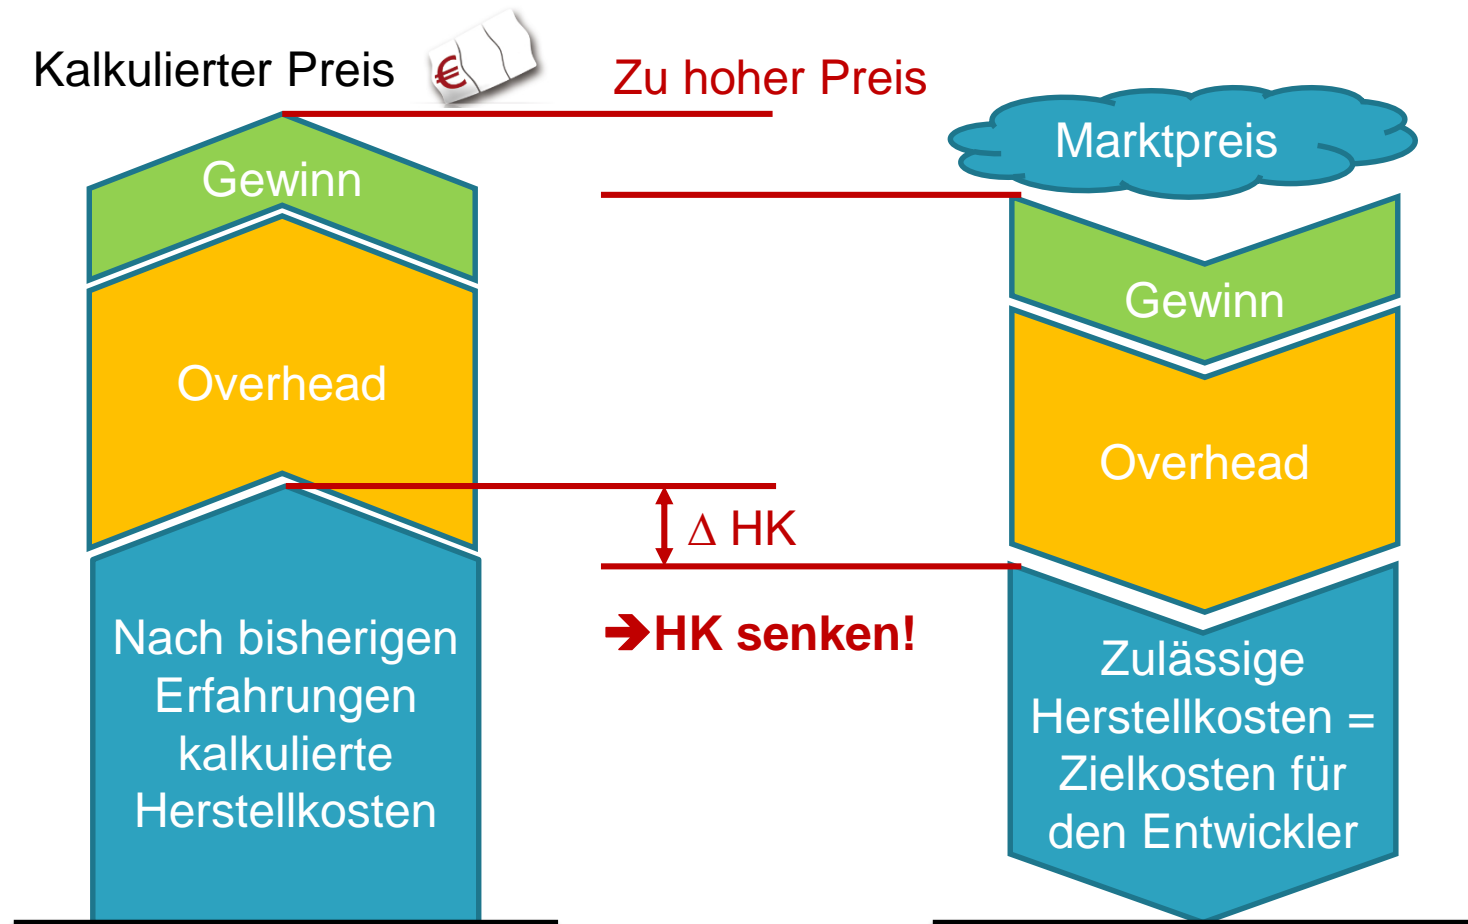 Kalkulierter Preis
€
Zu hoher Preis
Marktpreis
Gewinn
Overhead
Nach bisherigen
Erfahrungen
kalkulierte
Herstellkosten
Δ HK
➔HK senken!
Gewinn
Overhead
Zulässige
Herstellkosten =
Zielkosten für
den Entwickler